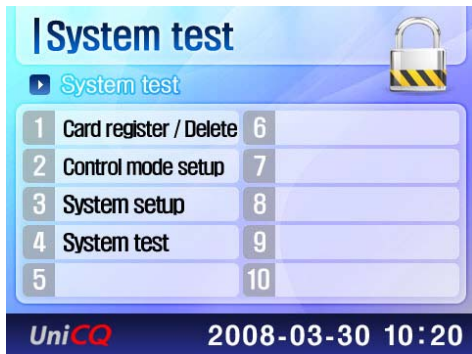 System test
System test
1 Card register / Delete 6
2 Control mode setup 7
3 System setup 8
4 System test 9
5 10
UniCQ 2008-03-30 10:20